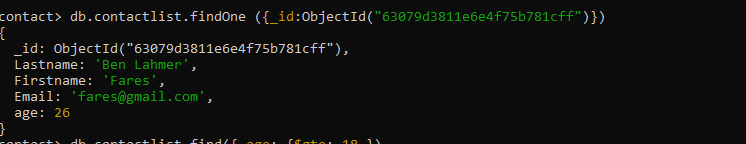 contact> db.contactlist.findOne ({_id:ObjectId("63079d3811e6e4f75b781cff")})
{
  _id: ObjectId("63079d3811e6e4f75b781cff"),
  Lastname: 'Ben Lahmer',
  Firstname: 'Fares',
  Email: 'fares@gmail.com',
  age: 26
}
contact> db.contactlist.find({ age: {$gte: 18 })